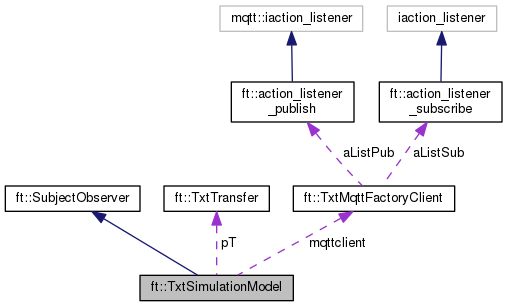 mqtt::iaction_listener
iaction_listener
ft::action_listener
_publish
ft::action_listener
_subscribe
aListPub
aListSub
ft::SubjectObserver
ft::TxtTransfer
ft::TxtMqttFactoryClient
pT
mqttclient
ft::TxtSimulationModel